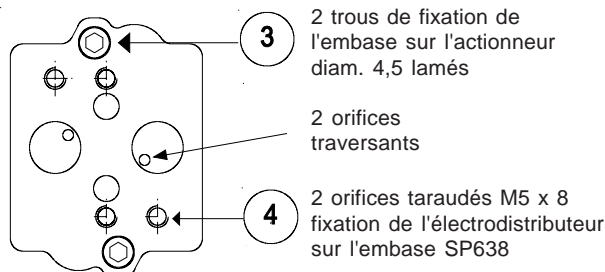 3
2 trous de fixation de
l'embase sur l'actionneur
diam. 4,5 lamés
2 orifices
traversants
4
2 orifices taraudés M5 x 8
fixation de l'électrodistributeur
sur l'embase SP638